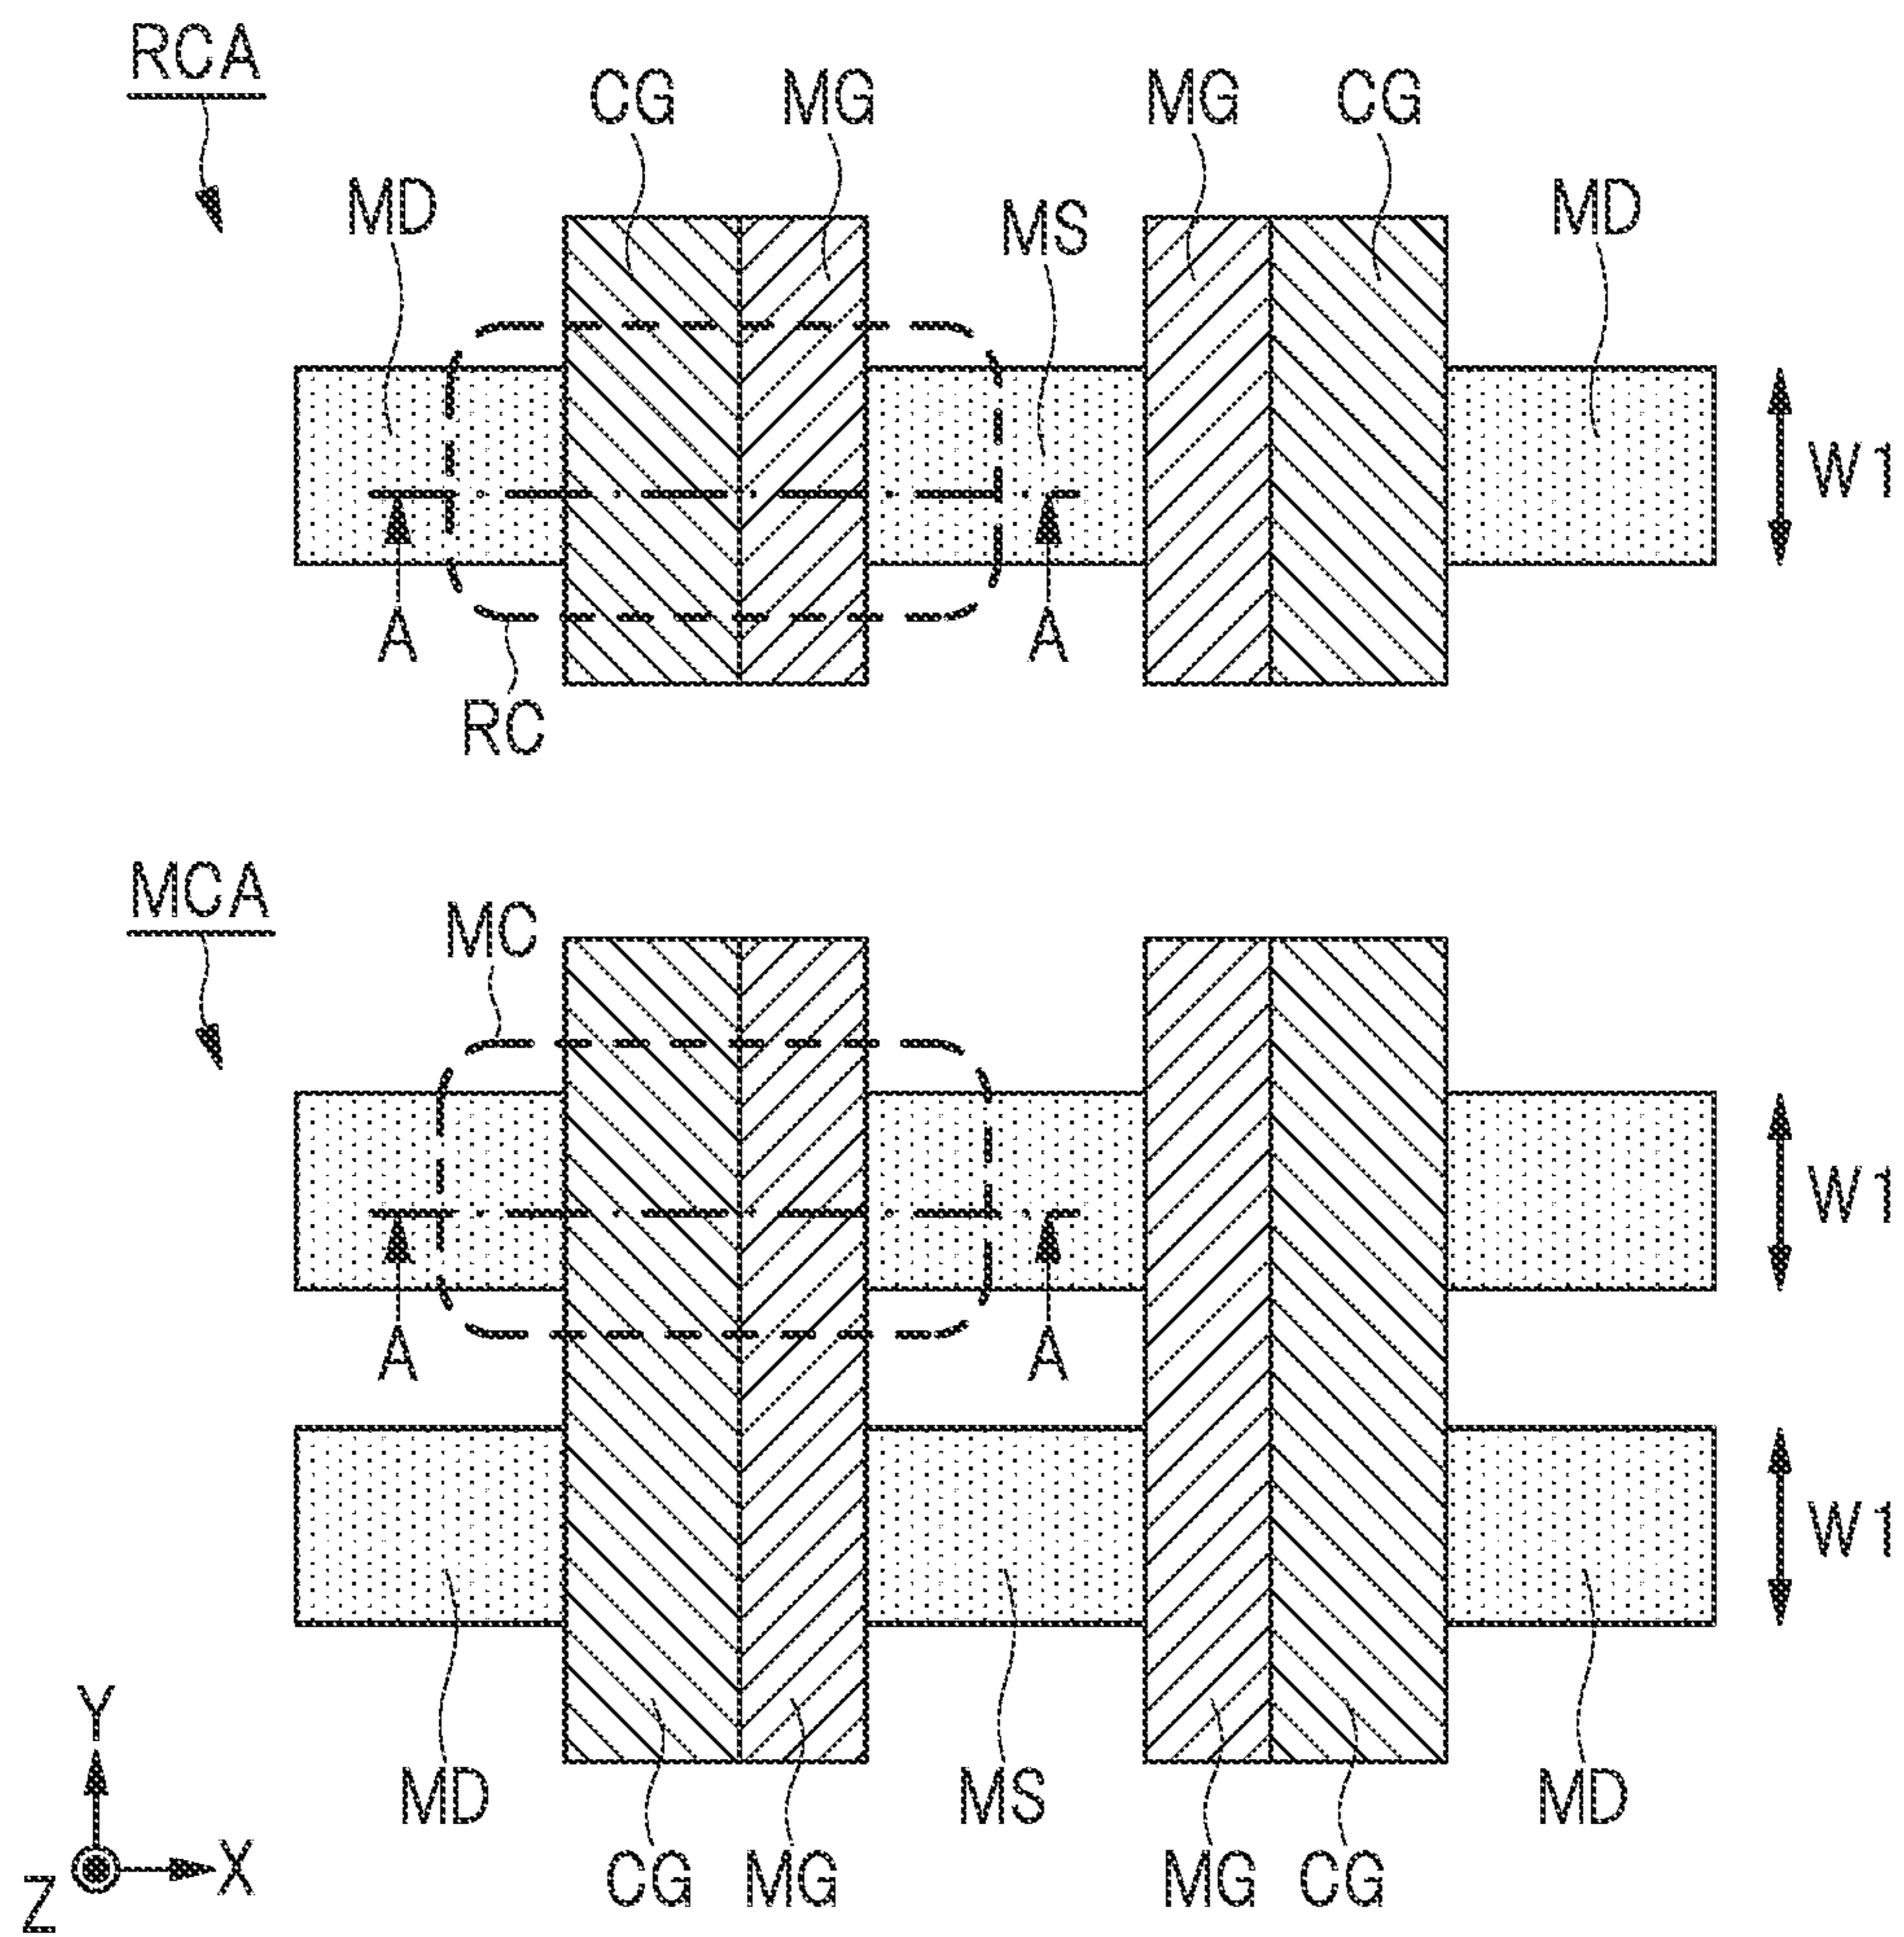 RCA
CG MG MG CG
MD MS MD
W1
A A
RC
MCA
MC
W1
A A
W1
Y
MD MS MD
X
CG MG MG CG
Z